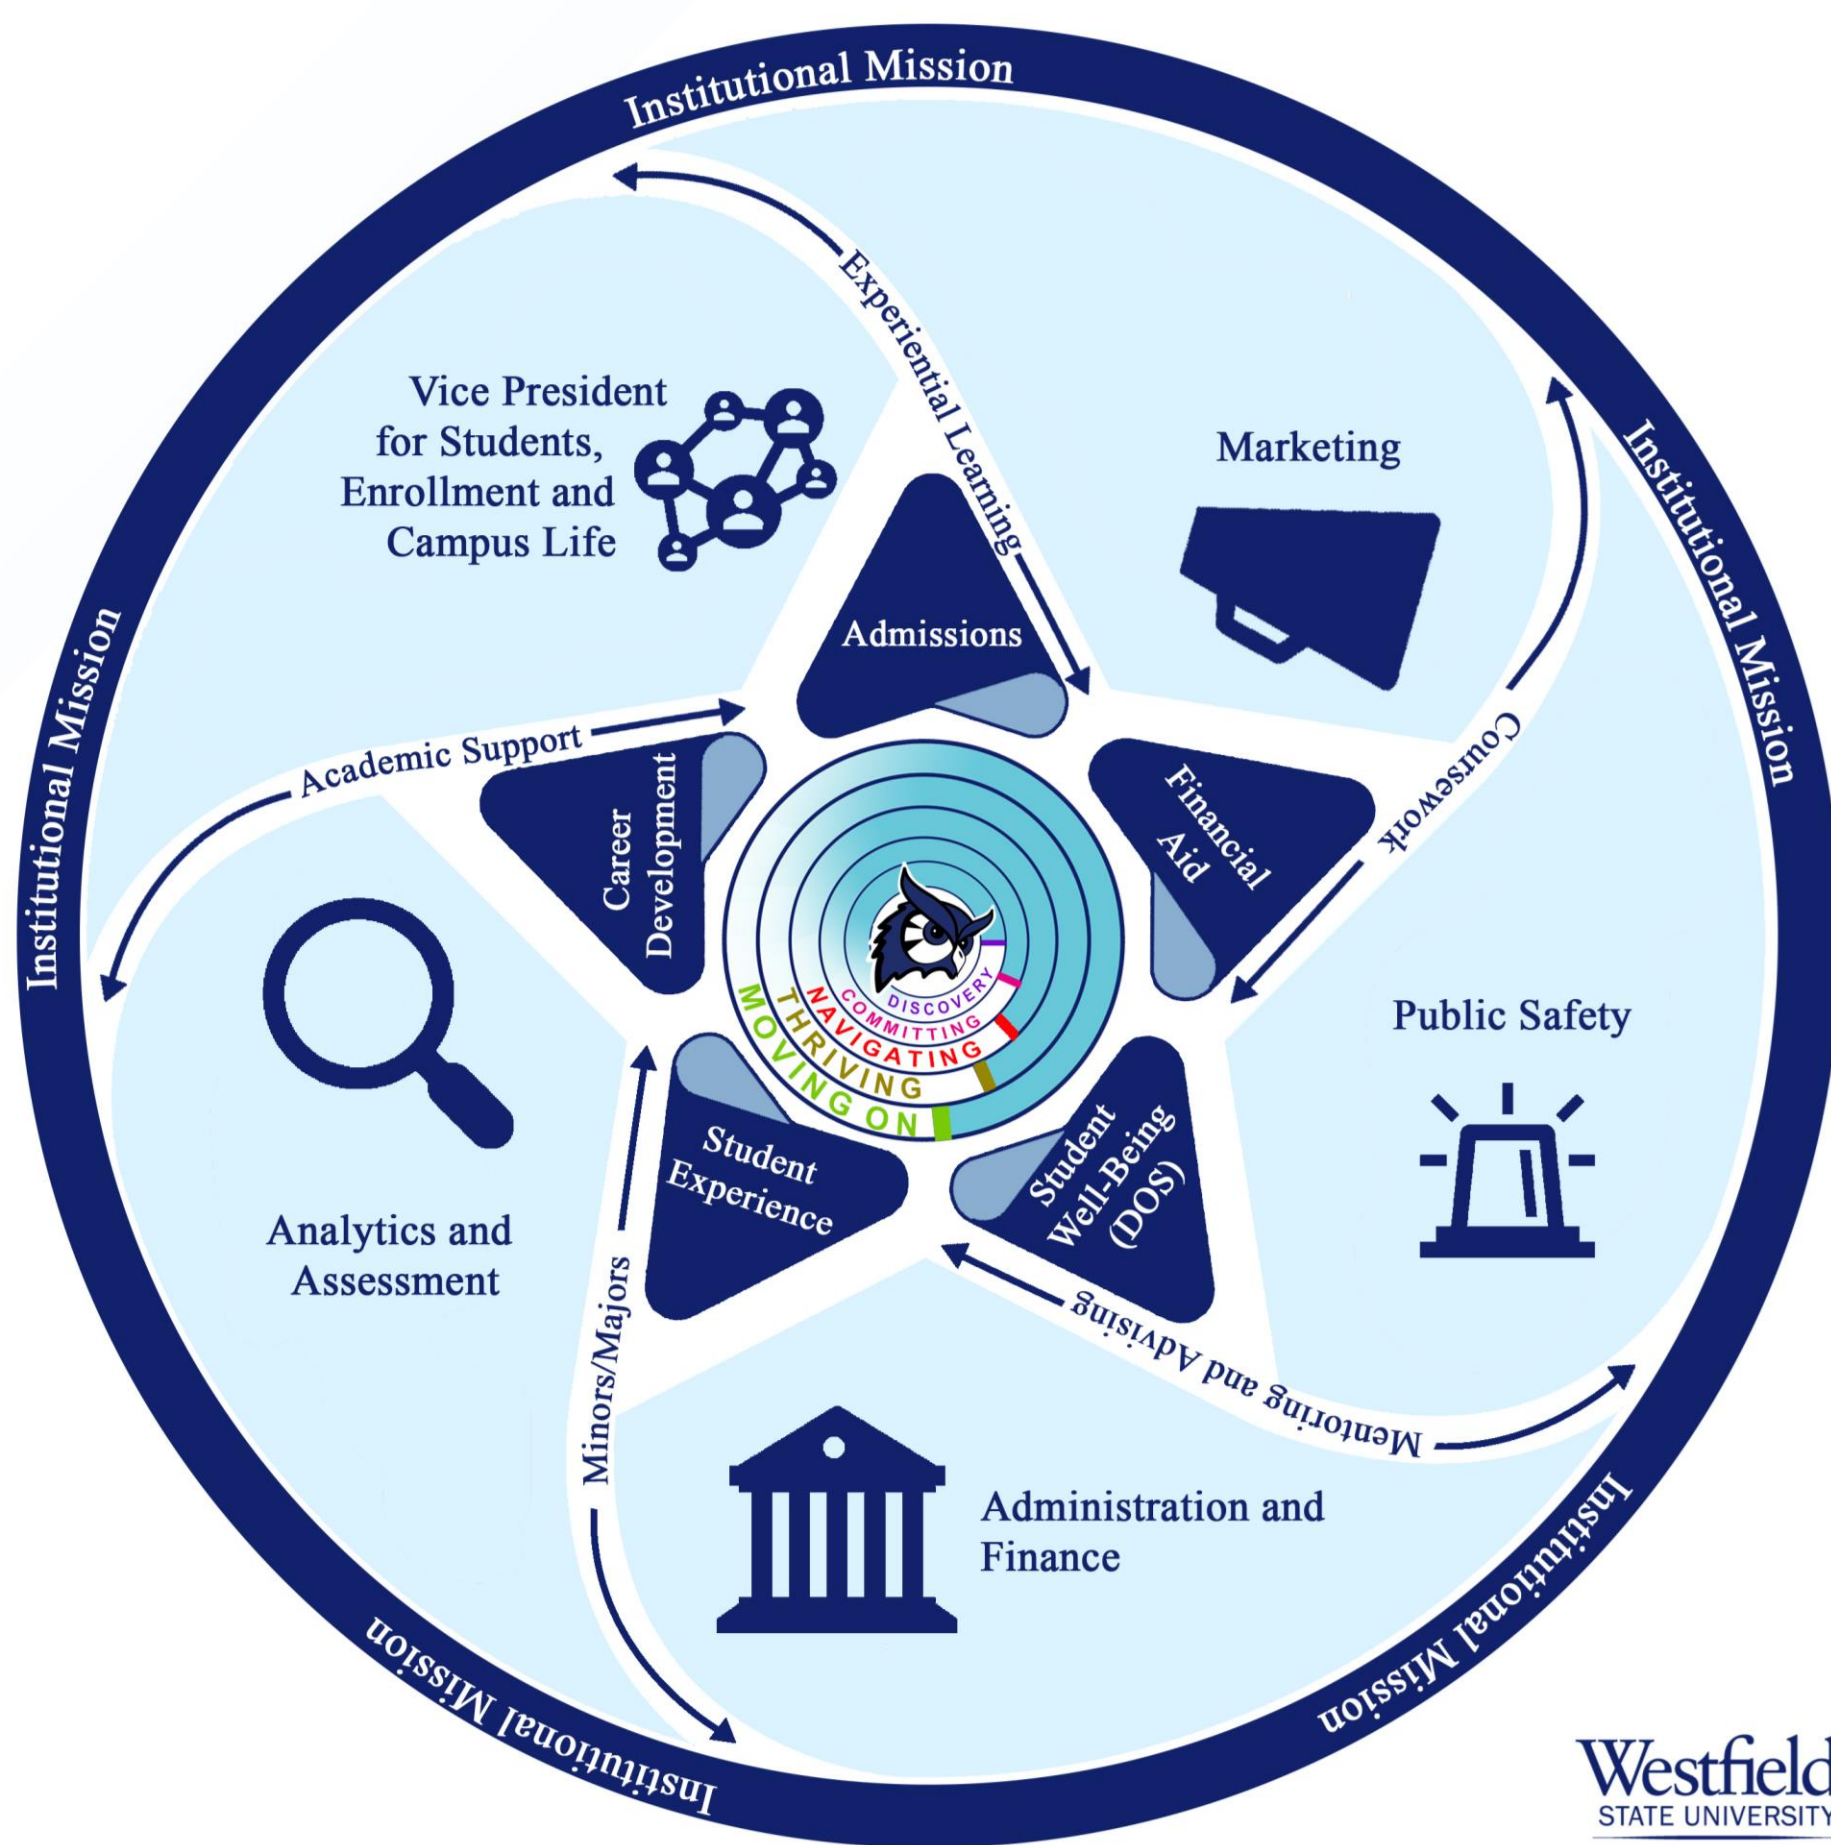 Institutional Mission
Institutional Mission
Institutional Mission
Institutional Mission
Institutional Mission
Experiential Learning
Coursework
Mentoring and Advising
Minors/Majors
Academic Support
Vice President
for Students,
Enrollment and
Campus Life
Marketing
Public Safety
Administration and
Finance
Analytics and
Assessment
Admissions
Financial
Aid
Student
Well-Being
(DOS)
Student
Experience
Career
Development
DISCOVERY
COMMITTING
NAVIGATING
THRIVING
MOVING ON
Westfield
STATE UNIVERSITY